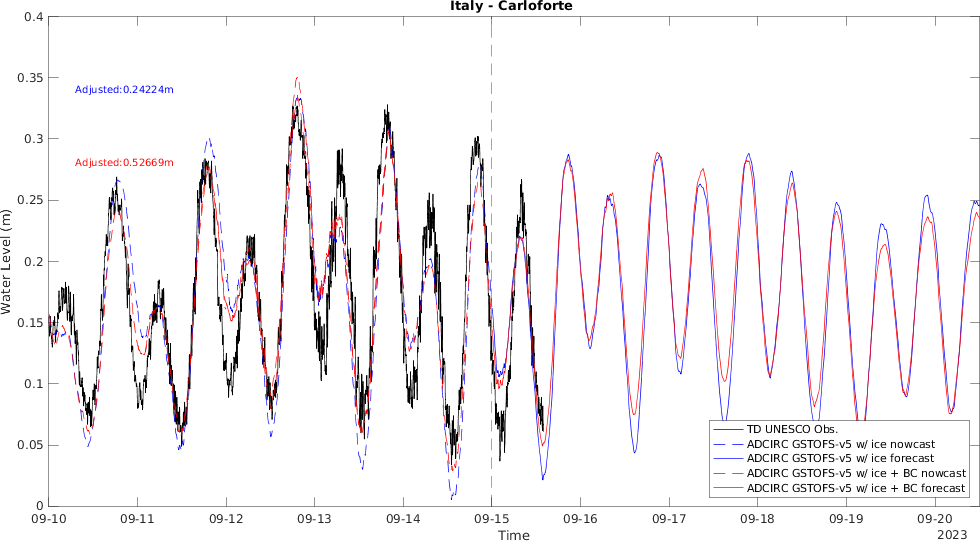 Italy - Carloforte
0.4
0.35
0.3
0.25
0.2
0.15
0.1
0.05
0
Water Level (m)
Adjusted:0.24224m
Adjusted:0.52669m
TD UNESCO Obs.
ADCIRC GSTOFS-v5 w/ ice nowcast
ADCIRC GSTOFS-v5 w/ ice forecast
ADCIRC GSTOFS-v5 w/ ice + BC nowcast
ADCIRC GSTOFS-v5 w/ ice + BC forecast
09-10 09-11 09-12 09-13 09-14 09-15 09-16 09-17 09-18 09-19 09-20
Time
2023